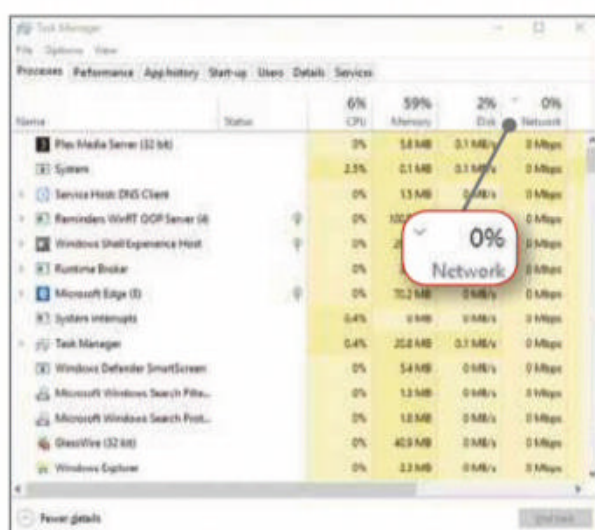 Task Manager
File Options View
Processes Performance App history Start-up Users Details Services
6% 59% 2% 0%
Name Status CPU Memory Disk Network
Plex Media Server (32 bit) 0% 5.8 MB 0.1 MB/s 0 Mbps
System 2.3% 0.1 MB 0.1 MB/s 0 Mbps
Service Host: DNS Client 0% 1.3 MB 0 MB/s 0 Mbps
Reminders WinRT OOP Server (4) 0% 0 Mbps
Windows Shell Experience Host 0% 0 Mbps
0%
Network
Runtime Broker 0% 0 Mbps
Microsoft Edge (5) 0% 70.2 MB 0 MB/s 0 Mbps
System interrupts 0.4% 0 MB 0 MB/s 0 Mbps
Task Manager 0.4% 20.8 MB 0.1 MB/s 0 Mbps
Windows Defender SmartScreen 0% 5.4 MB 0 MB/s 0 Mbps
Microsoft Windows Search Filte... 0% 1.3 MB 0 MB/s 0 Mbps
Microsoft Windows Search Prot... 0% 1.8 MB 0 MB/s 0 Mbps
GlassWire (32 bit) 0% 40.9 MB 0 MB/s 0 Mbps
Windows Explorer 0% 0 MB/s 0 Mbps
Fewer details End task